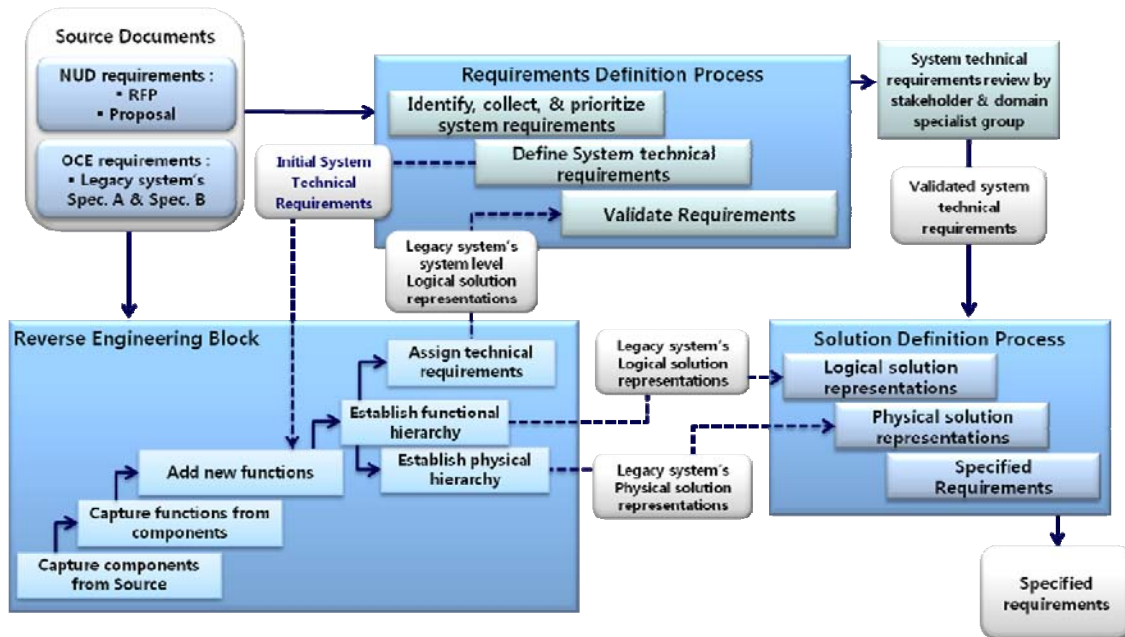 Source Documents
NUD requirements :
▪ RFP
▪ Proposal
OCE requirements :
▪ Legacy system's
Spec. A & Spec. B
Requirements Definition Process
Identify, collect, & prioritize
system requirements
Define System technical
requirements
Validate Requirements
System technical
requirements review by
stakeholder & domain
specialist group
Initial System
Technical
Requirements
Validated system
technical
requirements
Legacy system's
system level
Logical solution
representations
Reverse Engineering Block
Assign technical
requirements
Establish functional
hierarchy
Establish physical
hierarchy
Add new functions
Capture functions from
components
Capture components
from Source
Legacy system's
Logical solution
representations
Legacy system's
Physical solution
representations
Solution Definition Process
Logical solution
representations
Physical solution
representations
Specified
Requirements
Specified
requirements